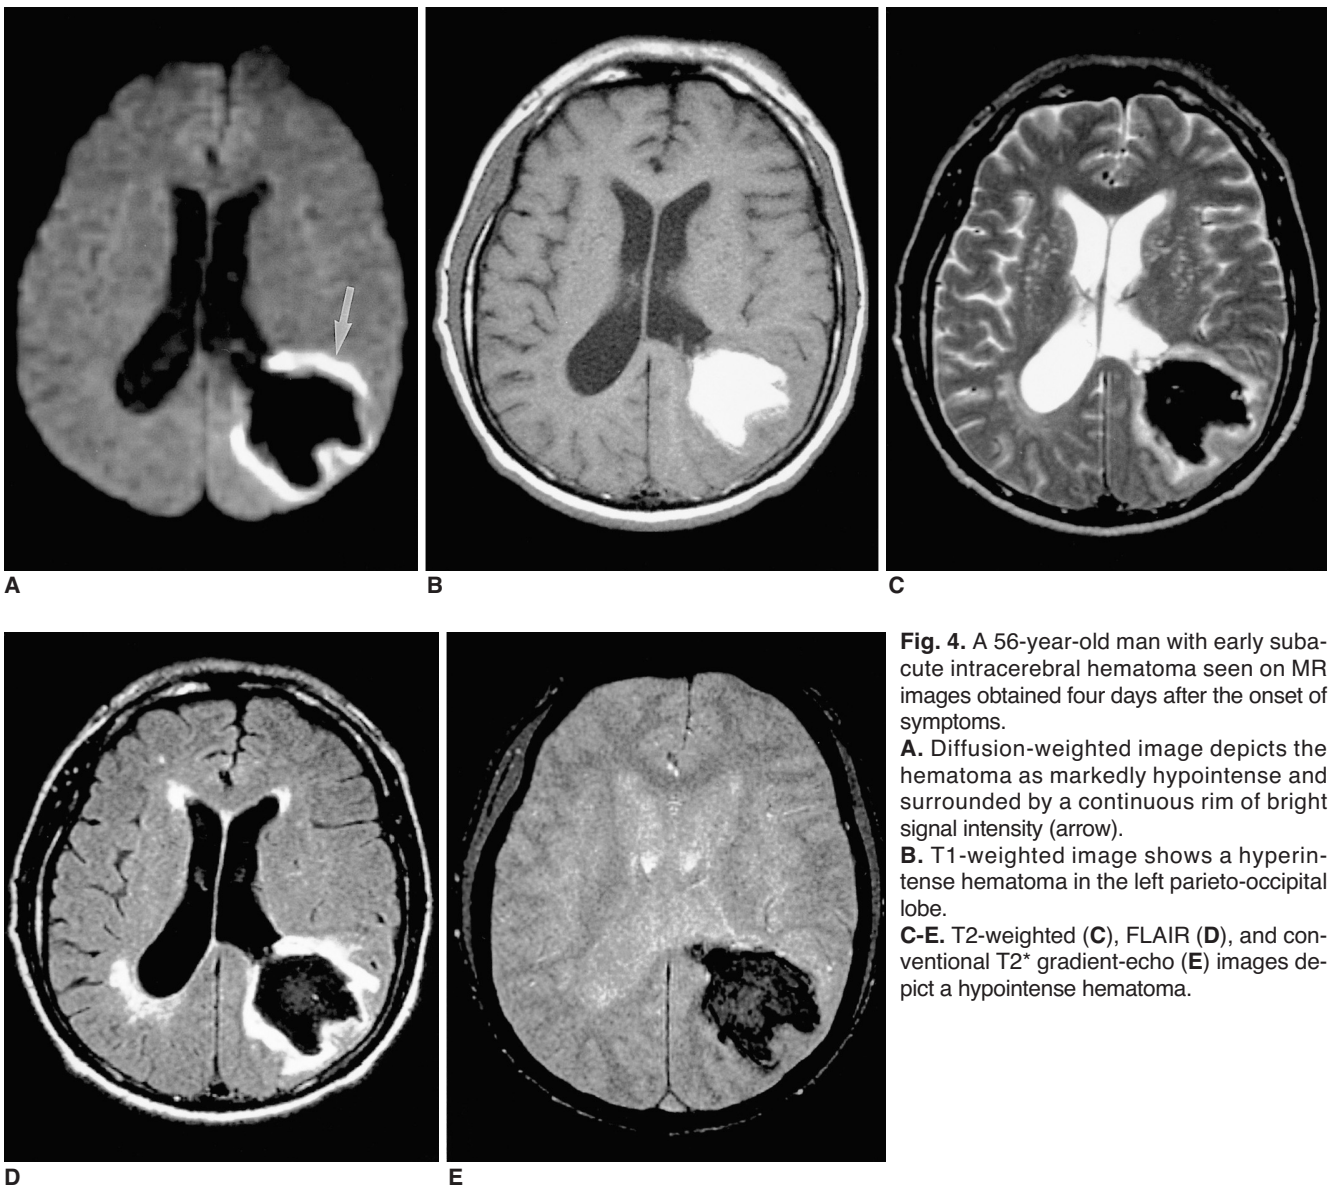 A
B
C
D
E
Fig. 4. A 56-year-old man with early suba-
cute intracerebral hematoma seen on MR
images obtained four days after the onset of
symptoms.
A. Diffusion-weighted image depicts the
hematoma as markedly hypointense and
surrounded by a continuous rim of bright
signal intensity (arrow).
B. T1-weighted image shows a hyperin-
tense hematoma in the left parieto-occipital
lobe.
C-E. T2-weighted (C), FLAIR (D), and con-
ventional T2* gradient-echo (E) images de-
pict a hypointense hematoma.